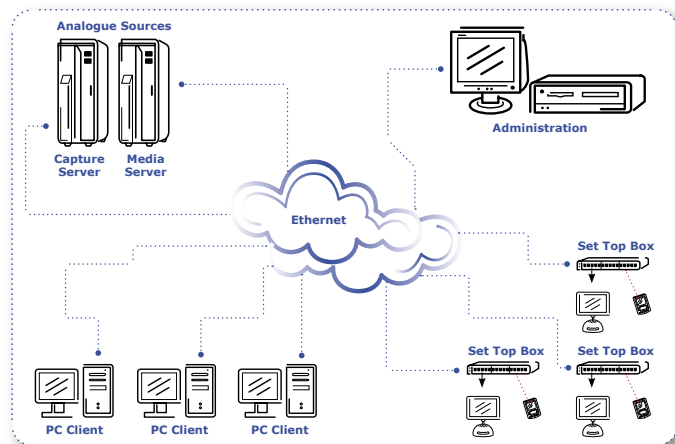 Analogue Sources
Capture
Server
Media
Server
Administration
Ethernet
Set Top Box
Set Top Box
Set Top Box
PC Client
PC Client
PC Client